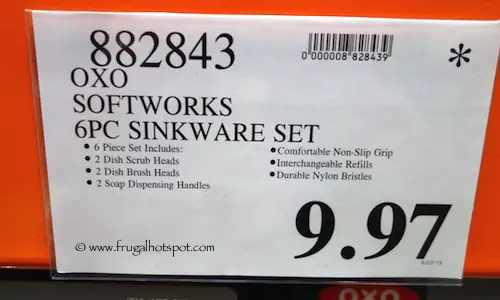 882843
0 000008 828439
*
OXO
SOFTWORKS
6PC SINKWARE SET
• 6 Piece Set Includes:
• 2 Dish Scrub Heads
• 2 Dish Brush Heads
• 2 Soap Dispensing Handles
• Comfortable Non-Slip Grip
• Interchangeable Refills
• Durable Nylon Bristles
9.97
© www.frugalhotspot.com
OXO